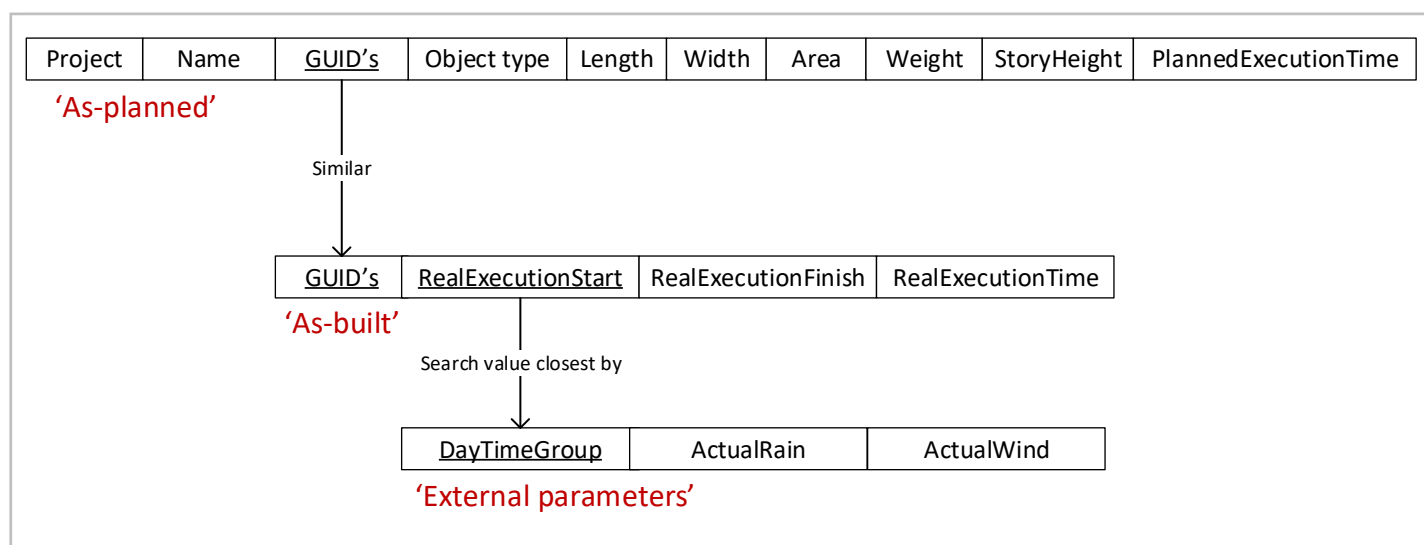 Project Name GUID's Object type Length Width Area Weight StoryHeight PlannedExecutionTime
‘As-planned’
Similar
GUID's RealExecutionStart RealExecutionFinish RealExecutionTime
‘As-built’
Search value closest by
DayTimeGroup ActualRain ActualWind
‘External parameters’